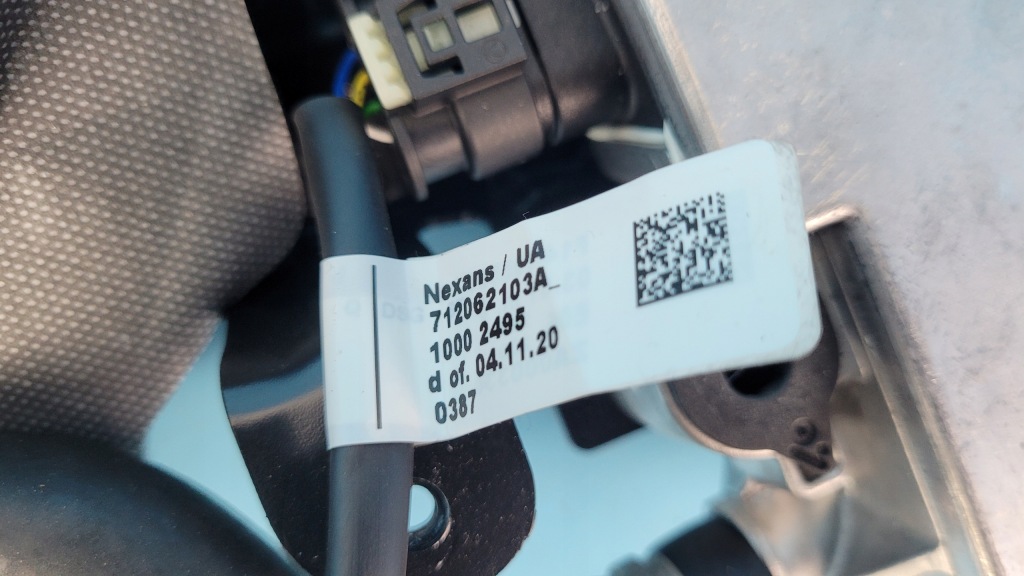 Nexans / UA
712062103A_
1000 2495
d of. 04.11.20
0387